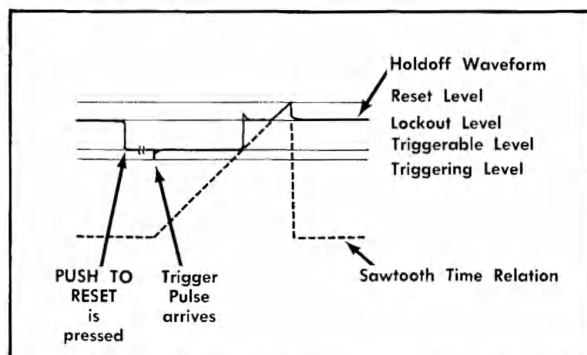 Holdoff Waveform
Reset Level
Lockout Level
Triggerable Level
Triggering Level
PUSH TO
RESET
is
pressed
Trigger
Pulse
arrives
Sawtooth Time Relation